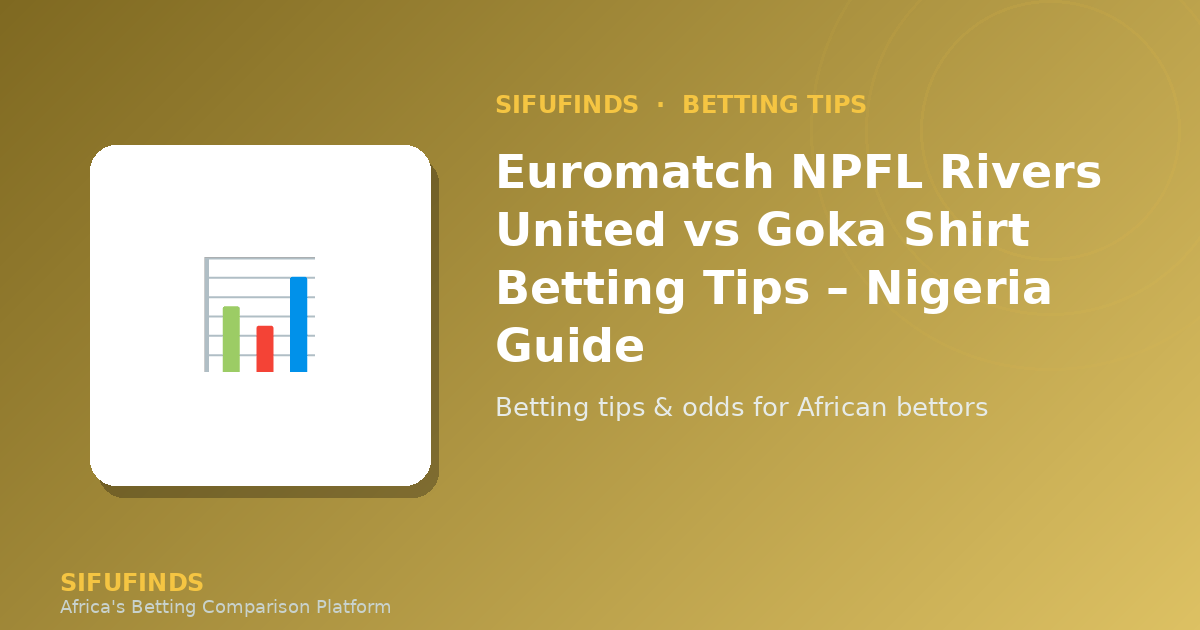 SIFUFINDS · BETTING TIPS
Euromatch NPFL Rivers
United vs Goka Shirt
Betting Tips – Nigeria
Guide
Betting tips & odds for African bettors
SIFUFINDS
Africa's Betting Comparison Platform